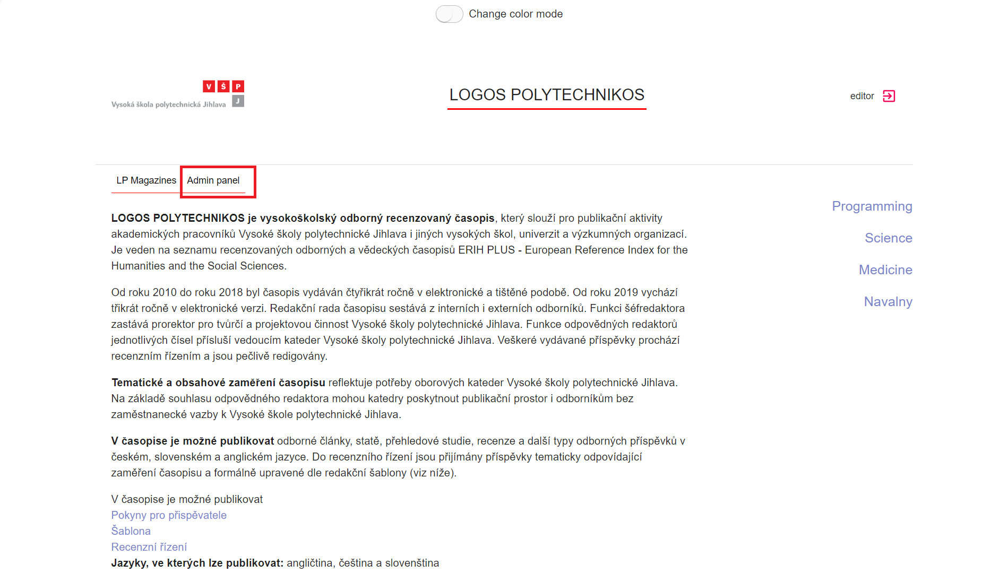 Change color mode
V Š P
J
Vysoká škola polytechnická Jihlava
LOGOS POLYTECHNIKOS
editor
LP Magazines
Admin panel
LOGOS POLYTECHNIKOS je vysokoškolský odborný recenzovaný časopis, který slouží pro publikační aktivity
akademických pracovníků Vysoké školy polytechnické Jihlava i jiných vysokých škol, univerzit a výzkumných organizací.
Je veden na seznamu recenzovaných odborných a vědeckých časopisů ERIH PLUS - European Reference Index for the
Humanities and the Social Sciences.
Od roku 2010 do roku 2018 byl časopis vydáván čtyřikrát ročně v elektronické a tištěné podobě. Od roku 2019 vychází
třikrát ročně v elektronické verzi. Redakční rada časopisu sestává z interních i externích odborníků. Funkci šéfredaktora
zastává prorektor pro tvůrčí a projektovou činnost Vysoké školy polytechnické Jihlava. Funkce odpovědných redaktorů
jednotlivých čísel přísluší vedoucím kateder Vysoké školy polytechnické Jihlava. Veškeré vydávané příspěvky prochází
recenzním řízením a jsou pečlivě redigovány.
Tematické a obsahové zaměření časopisu reflektuje potřeby oborových kateder Vysoké školy polytechnické Jihlava.
Na základě souhlasu odpovědného redaktora mohou katedry poskytnout publikační prostor i odborníkům bez
zaměstnanecké vazby k Vysoké škole polytechnické Jihlava.
V časopise je možné publikovat odborné články, statě, přehledové studie, recenze a další typy odborných příspěvků v
českém, slovenském a anglickém jazyce. Do recenzního řízení jsou přijímány příspěvky tematicky odpovídající
zaměření časopisu a formálně upravené dle redakční šablony (viz níže).
V časopise je možné publikovat
Pokyny pro přispěvatele
Šablona
Recenzní řízení
Jazyky, ve kterých lze publikovat: angličtina, čeština a slovenština
Programming
Science
Medicine
Navalny